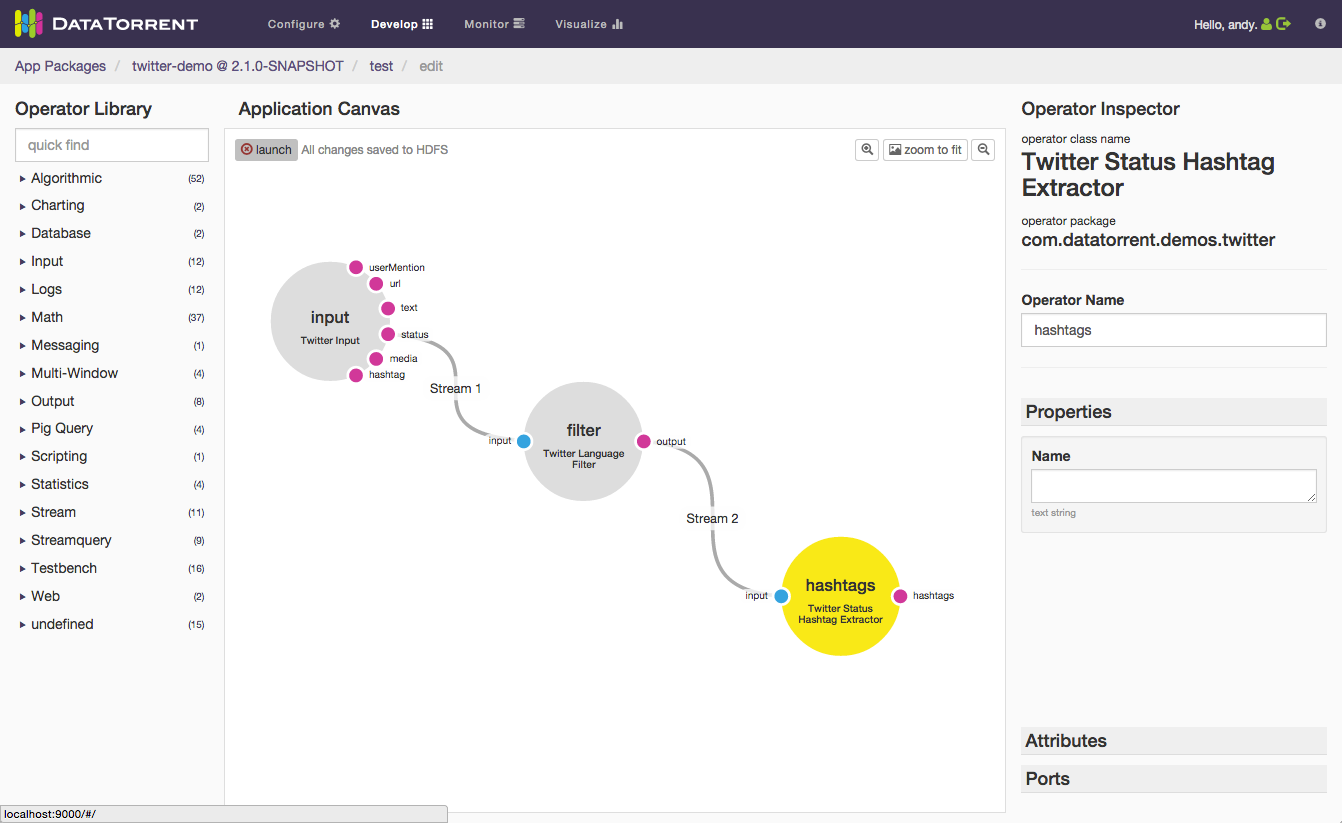 DATATORRENT
Configure
Develop
Monitor
Visualize
Hello, andy.
App Packages / twitter-demo @ 2.1.0-SNAPSHOT / test / edit
Operator Library
quick find
Algorithmic (52)
Charting (2)
Database (2)
Input (12)
Logs (12)
Math (37)
Messaging (1)
Multi-Window (4)
Output (8)
Pig Query (4)
Scripting (1)
Statistics (4)
Stream (11)
Streamquery (9)
Testbench (16)
Web (2)
undefined (15)
Application Canvas
launch All changes saved to HDFS
zoom to fit
input
Twitter Input
userMention
url
text
status
media
hashtag
Stream 1
input
filter
Twitter Language
Filter
output
Stream 2
input
hashtags
Twitter Status
Hashtag Extractor
hashtags
Operator Inspector
operator class name
Twitter Status Hashtag
Extractor
operator package
com.datatorrent.demos.twitter
Operator Name
hashtags
Properties
Name
text string
Attributes
Ports
localhost:9000/#/